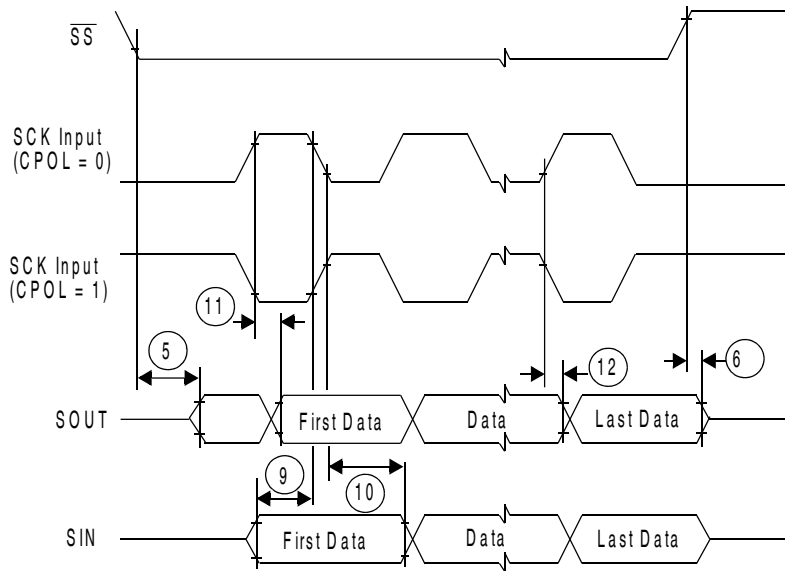 SS
SCK Input
(CPOL = 0)
SCK Input
(CPOL = 1)
11
5
12
6
SOUT
First Data
Data
Last Data
9
10
SIN
First Data
Data
Last Data